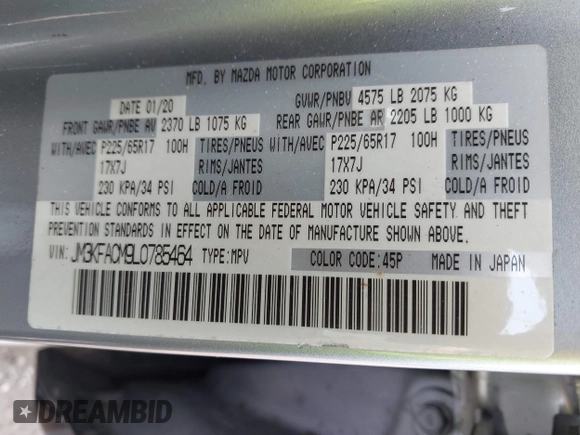 MFD. BY MAZDA MOTOR CORPORATION
DATE 01/20
GVWR/PNBV 4575 LB 2075 KG
FRONT GAWR/PNBE AV 2370 LB 1075 KG
REAR GAWR/PNBE AR 2205 LB 1000 KG
WITH/AVEC P225/65R17 100H TIRES/PNEUS
17X7J RIMS/JANTES
230 KPA/34 PSI COLD/A FROID
WITH/AVEC P225/65R17 100H TIRES/PNEUS
17X7J RIMS/JANTES
230 KPA/34 PSI COLD/A FROID
THIS VEHICLE CONFORMS TO ALL APPLICABLE FEDERAL MOTOR VEHICLE SAFETY AND THEFT
PREVENTION STANDARDS IN EFFECT ON THE DATE OF MANUFACTURE SHOWN ABOVE.
VIN: JM3KFACM9L0785464 TYPE:MPV COLOR CODE:45P MADE IN JAPAN
DREAMBID